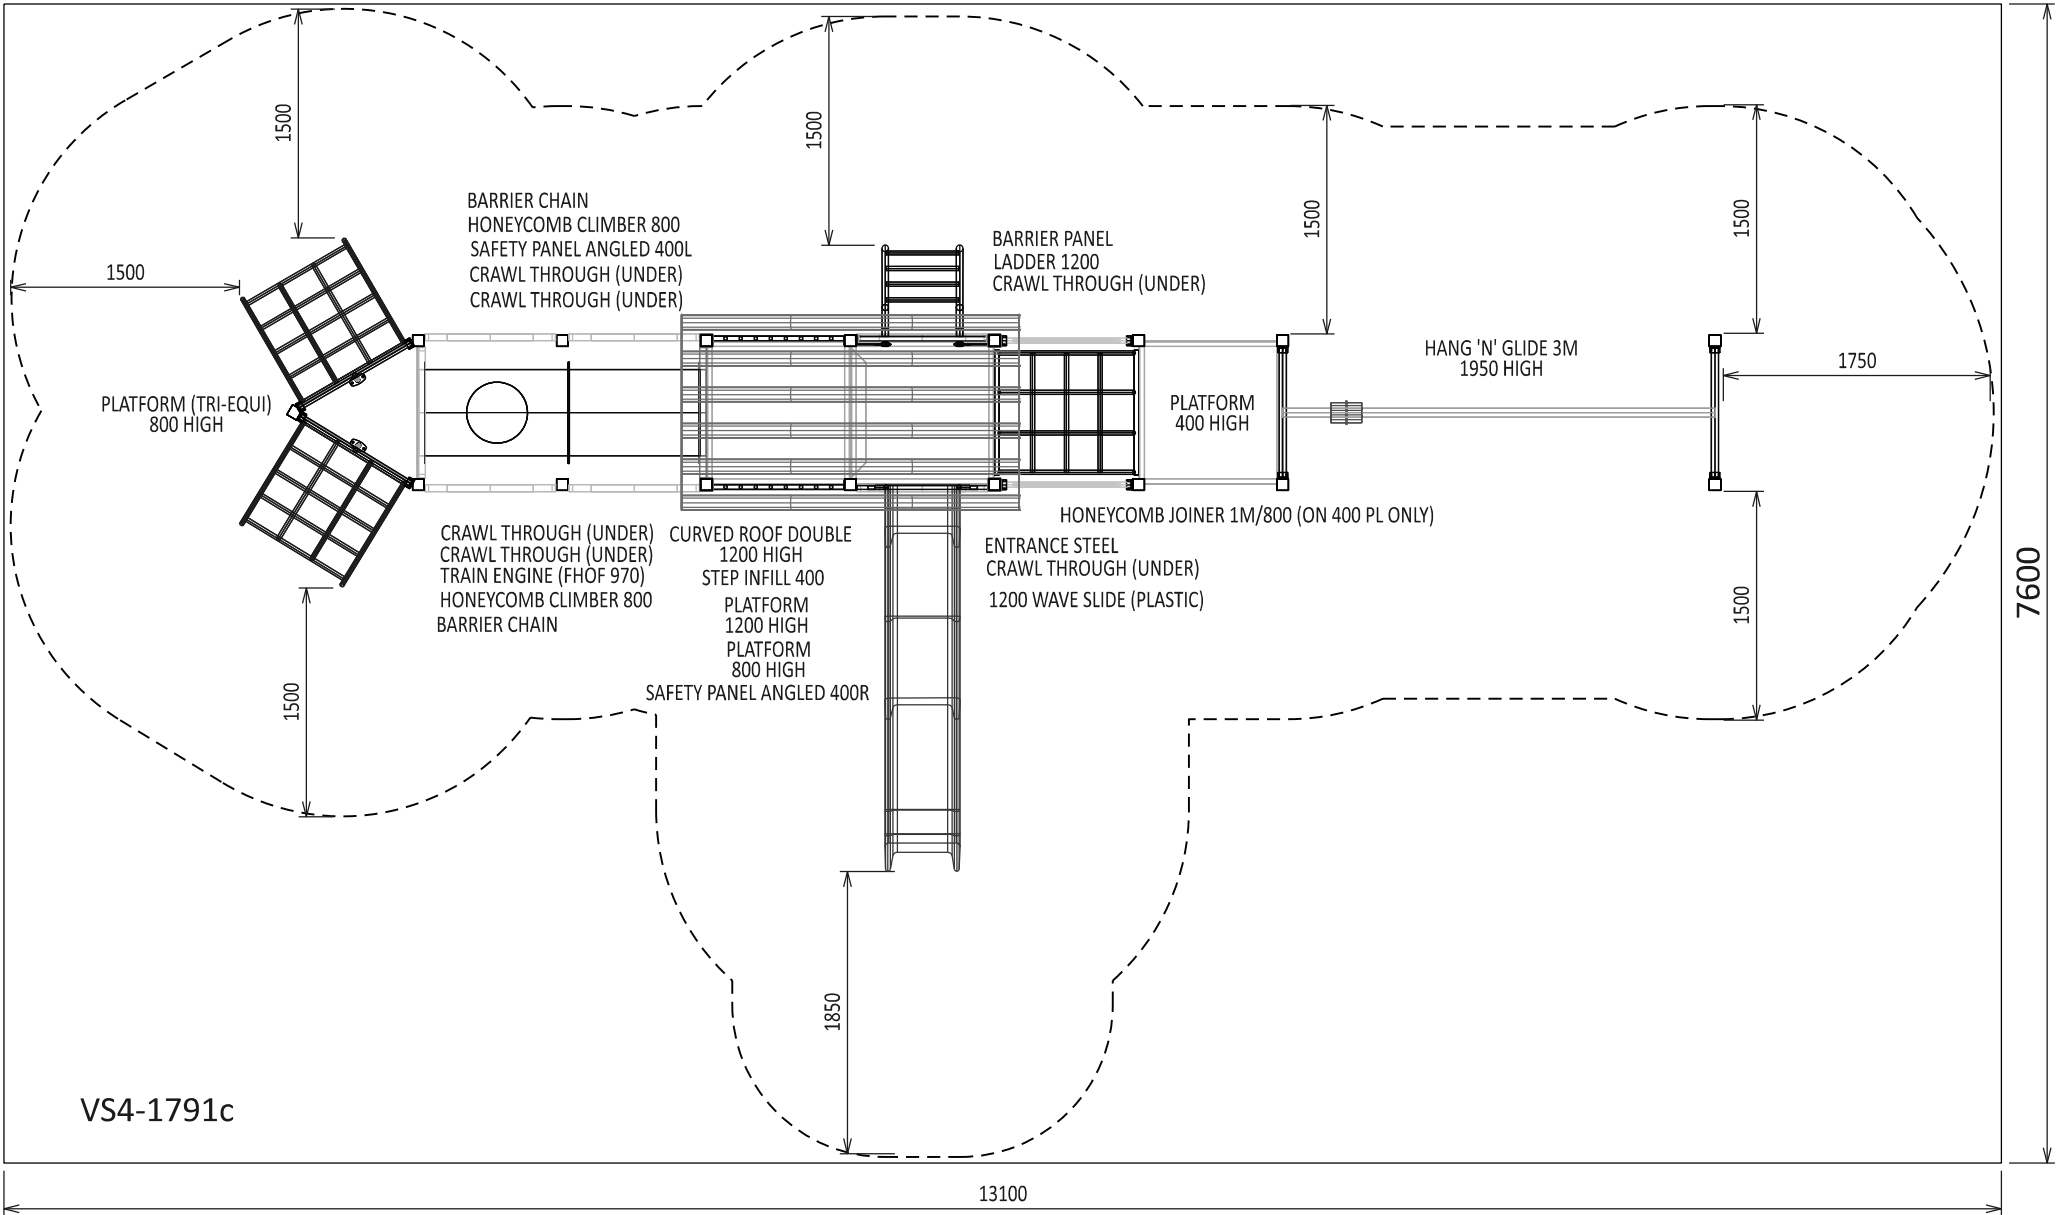 1500
1500
1500
1500
1500
BARRIER CHAIN
HONEYCOMB CLIMBER 800
SAFETY PANEL ANGLED 400L
CRAWL THROUGH (UNDER)
CRAWL THROUGH (UNDER)
BARRIER PANEL
LADDER 1200
CRAWL THROUGH (UNDER)
HANG 'N' GLIDE 3M
1950 HIGH
1750
PLATFORM (TRI-EQUI)
800 HIGH
PLATFORM
400 HIGH
HONEYCOMB JOINER 1M/800 (ON 400 PL ONLY)
CRAWL THROUGH (UNDER)
CRAWL THROUGH (UNDER)
TRAIN ENGINE (FHOF 970)
HONEYCOMB CLIMBER 800
BARRIER CHAIN
CURVED ROOF DOUBLE
1200 HIGH
STEP INFILL 400
PLATFORM
1200 HIGH
PLATFORM
800 HIGH
SAFETY PANEL ANGLED 400R
ENTRANCE STEEL
CRAWL THROUGH (UNDER)
1200 WAVE SLIDE (PLASTIC)
1500
1500
7600
1850
VS4-1791c
13100